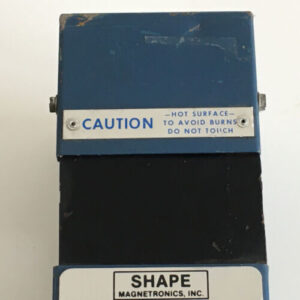 CAUTION
—HOT SURFACE—
TO AVOID BURNS
DO NOT TOUCH
SHAPE
MAGNETRONICS, INC.